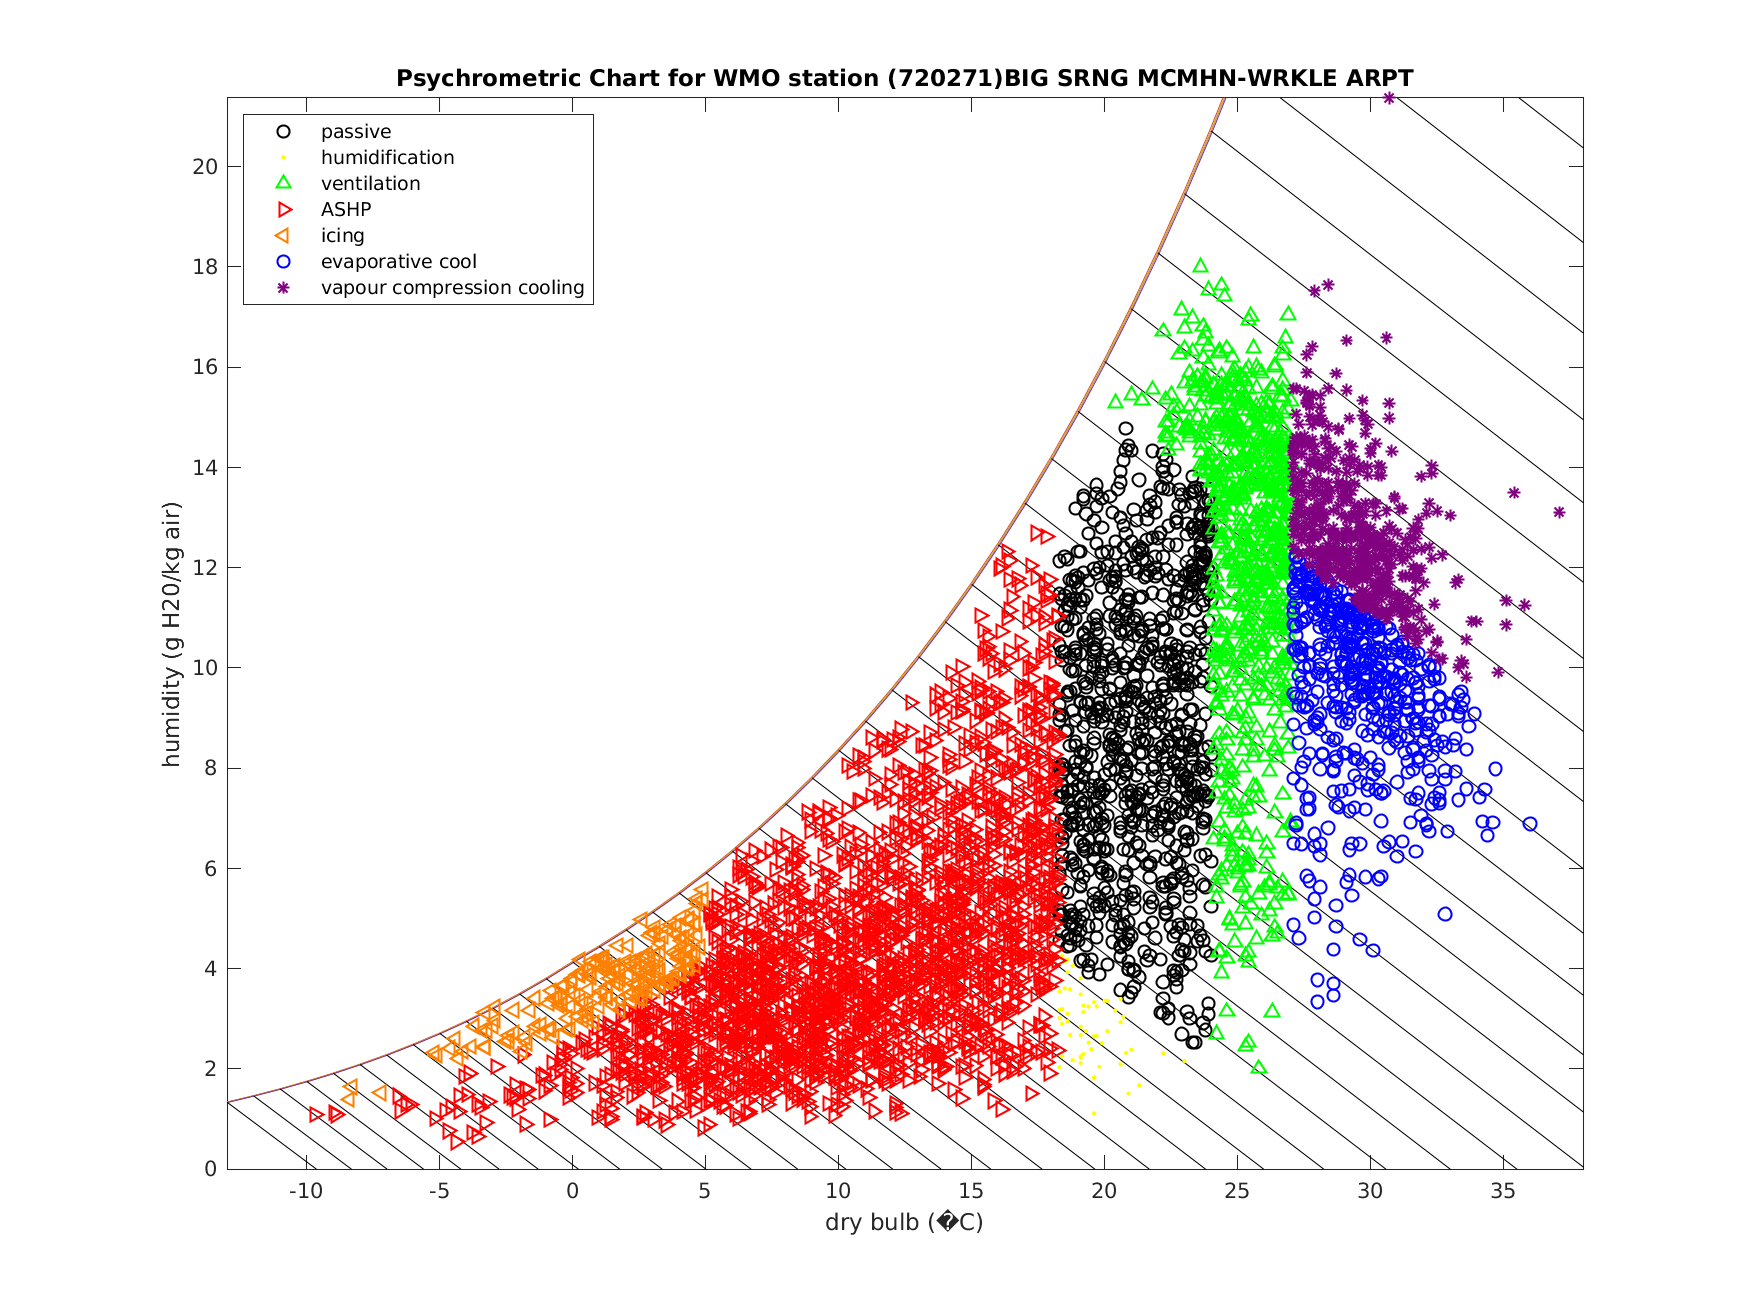 Psychrometric Chart for WMO station (720271)BIG SRNG MCMHN-WRKLE ARPT
passive
humidification
ventilation
ASHP
icing
evaporative cool
vapour compression cooling
humidity (g H20/kg air)
20
18
16
14
12
10
8
6
4
2
0
-10 -5 0 5 10 15 20 25 30 35
dry bulb (�C)